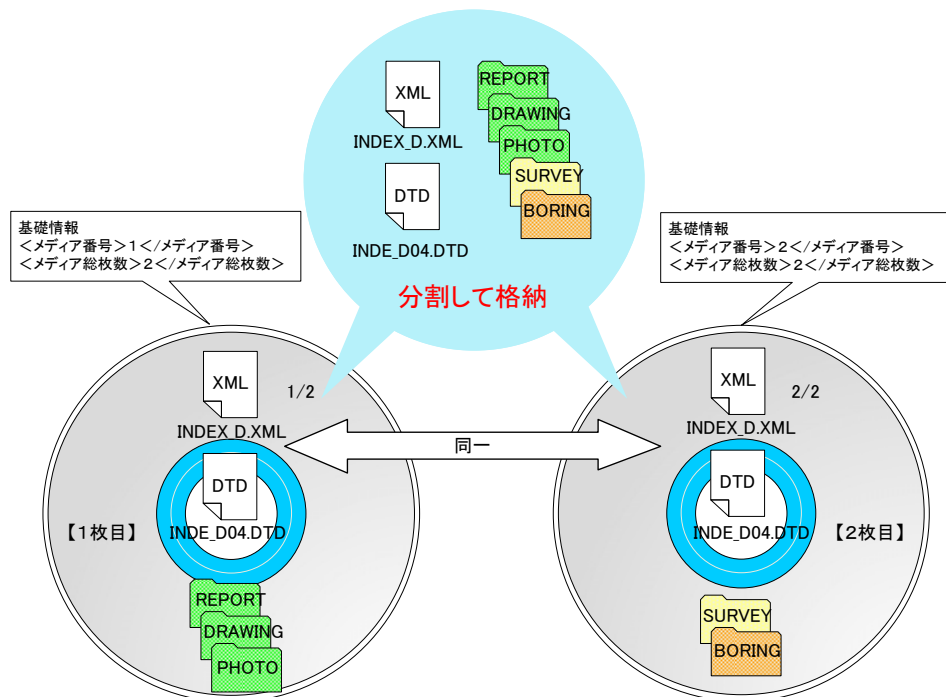 XML
INDEX_D.XML
DTD
INDE_D04.DTD
REPORT
DRAWING
PHOTO
SURVEY
BORING
分割して格納
基礎情報
<メディア番号>1</メディア番号>
<メディア総枚数>2</メディア総枚数>
基礎情報
<メディア番号>2</メディア番号>
<メディア総枚数>2</メディア総枚数>
XML
1/2
INDEX_D.XML
DTD
INDE_D04.DTD
【1枚目】
REPORT
DRAWING
PHOTO
同一
XML
2/2
INDEX_D.XML
DTD
INDE_D04.DTD
【2枚目】
SURVEY
BORING